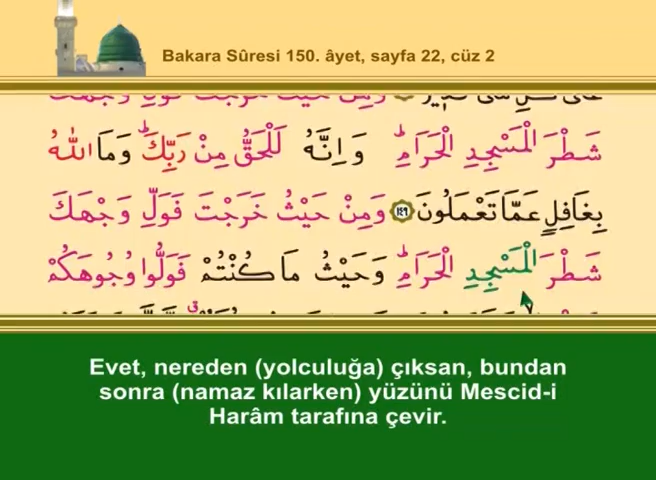 Bakara Sûresi 150. âyet, sayfa 22, cüz 2
شَطْرَ الْمَسْجِدِ الْحَرَامِۜ وَاِنَّهُ لَلْحَقُّ مِنْ رَبِّكَۜ وَمَا اللّٰهُ
بِغَافِلٍ عَمَّا تَعْمَلُونَ ﴿١٤٩﴾ وَمِنْ حَيْثُ خَرَجْتَ فَوَلِّ وَجْهَكَ
شَطْرَ الْمَسْجِدِ الْحَرَامِۜ وَحَيْثُ مَا كُنْتُمْ فَوَلُّوا وُجُوهَكُمْ
Evet, nereden (yolculuğa) çıksan, bundan
sonra (namaz kılarken) yüzünü Mescid-i
Harâm tarafına çevir.